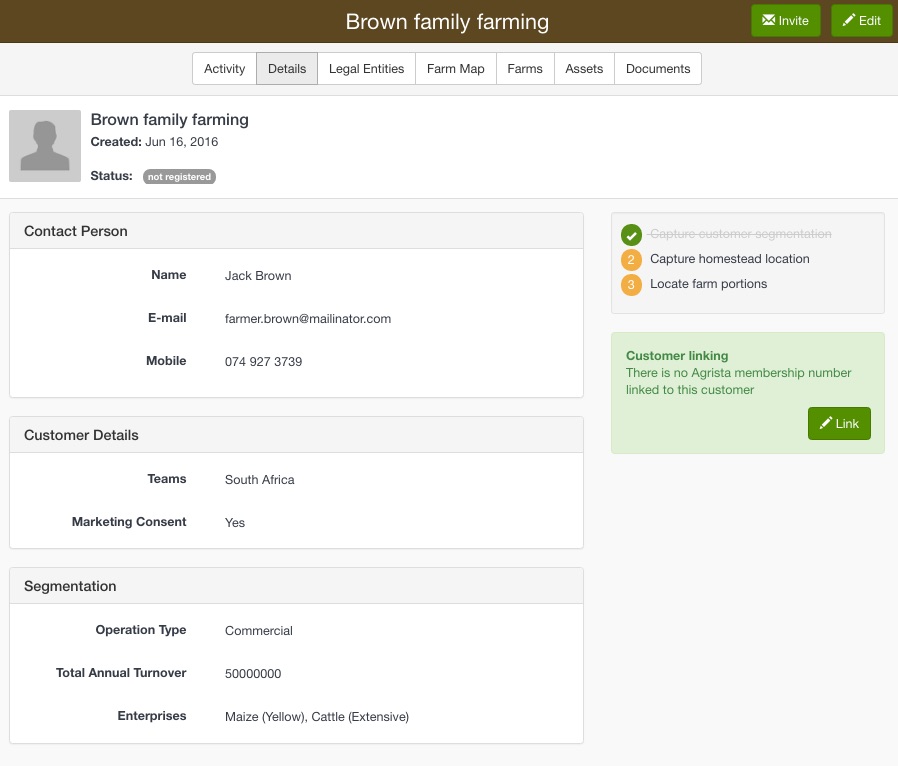 Brown family farming
Invite
Edit
Activity
Details
Legal Entities
Farm Map
Farms
Assets
Documents
Brown family farming
Created: Jun 16, 2016
Status: not registered
Contact Person
Name Jack Brown
E-mail farmer.brown@mailinator.com
Mobile 074 927 3739
Customer Details
Teams South Africa
Marketing Consent Yes
Segmentation
Operation Type Commercial
Total Annual Turnover 50000000
Enterprises Maize (Yellow), Cattle (Extensive)
Capture customer segmentation
2 Capture homestead location
3 Locate farm portions
Customer linking
There is no Agrista membership number
linked to this customer
Link